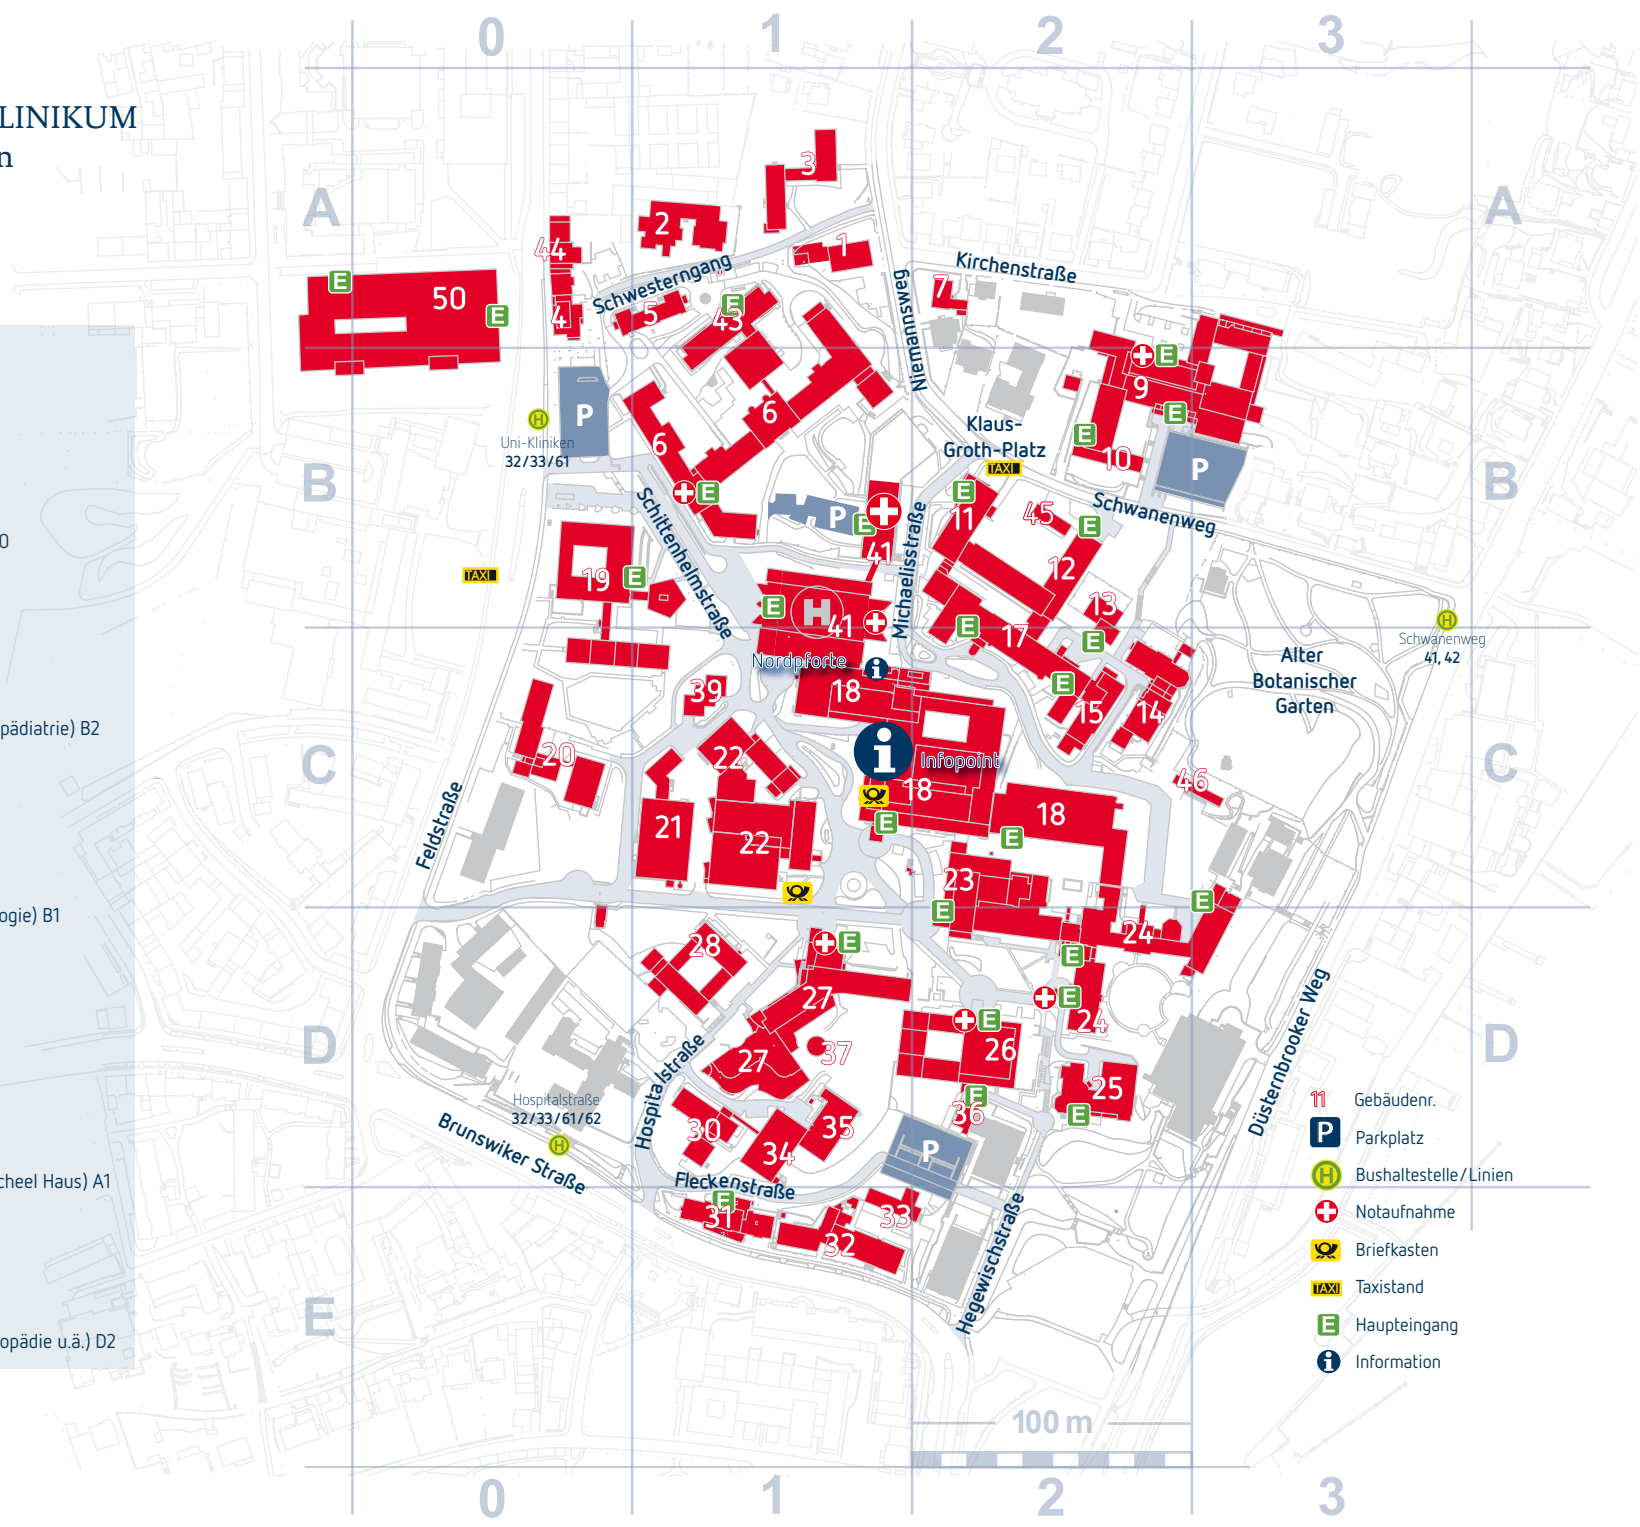 0
1
2
3
LINIKUM
n
A
A
3
2
1
44
Kirchenstraße
Schwesterngang
Niemannsweg
7
50
E
E
4
5
E
43
E
9
6
6
P
H
Uni-Kliniken
32/33/61
Klaus-
Groth-Platz
TAXI
E
E
10
P
B
B
E
E
11
45
Schwanenweg
P
E
41
E
12
Schittenhelmstraße
Michaelisstraße
0
TAXI
19
E
E
H
41
13
E
17
E
H
Schwanenweg
41, 42
Nordpforte
i
Alter
Botanischer
Garten
39
18
E
15
14
pädiatrie) B2
20
22
i
Infopoint
C
C
46
18
18
21
22
E
E
Feldstraße
23
E
E
ogie) B1
24
28
E
E
27
E
24
E
26
D
D
27
37
Hospitalstraße
25
E
E
36
Düsternbrooker Weg
Hospitalstraße
32/33/61/62
H
Brunswiker Straße
30
34
35
P
cheel Haus) A1
Fleckenstraße
E
31
33
32
Hegewischstraße
E
opädie u.ä.) D2
11 Gebäudenr.
P Parkplatz
H Bushaltestelle/Linien
Notaufnahme
Briefkasten
TAXI Taxistand
E Haupteingang
i Information
100 m
0
1
2
3